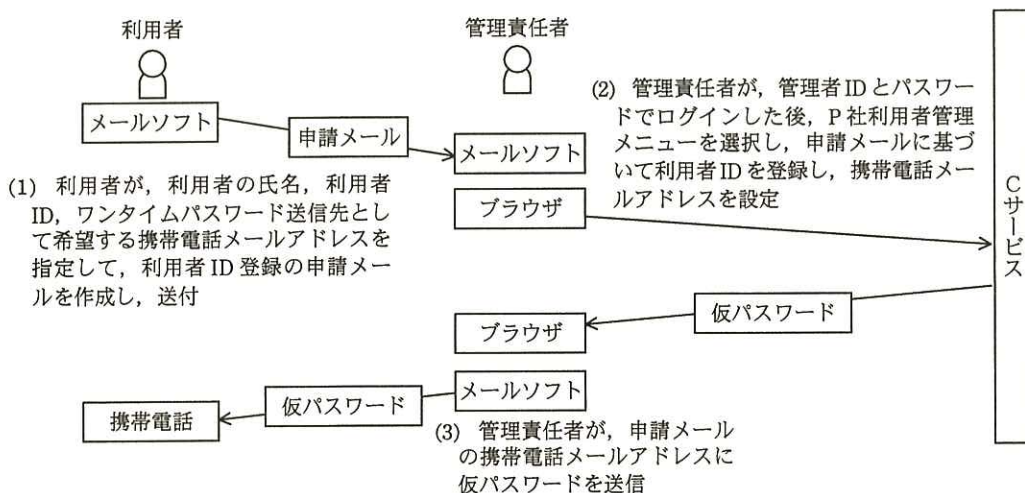 利用者
管理責任者
メールソフト
申請メール
メールソフト
(1) 利用者が，利用者の氏名，利用者
ID，ワンタイムパスワード送信先とし
て希望する携帯電話メールアドレスを
指定して，利用者 ID 登録の申請メー
ルを作成し，送付
(2) 管理責任者が，管理者 ID とパスワー
ドでログインした後，P 社利用者管理
メニューを選択し，申請メールに基づ
いて利用者 ID を登録し，携帯電話メー
ルアドレスを設定
ブラウザ
Cサービス
仮パスワード
ブラウザ
メールソフト
仮パスワード
携帯電話
(3) 管理責任者が，申請メール
の携帯電話メールアドレスに
仮パスワードを送信